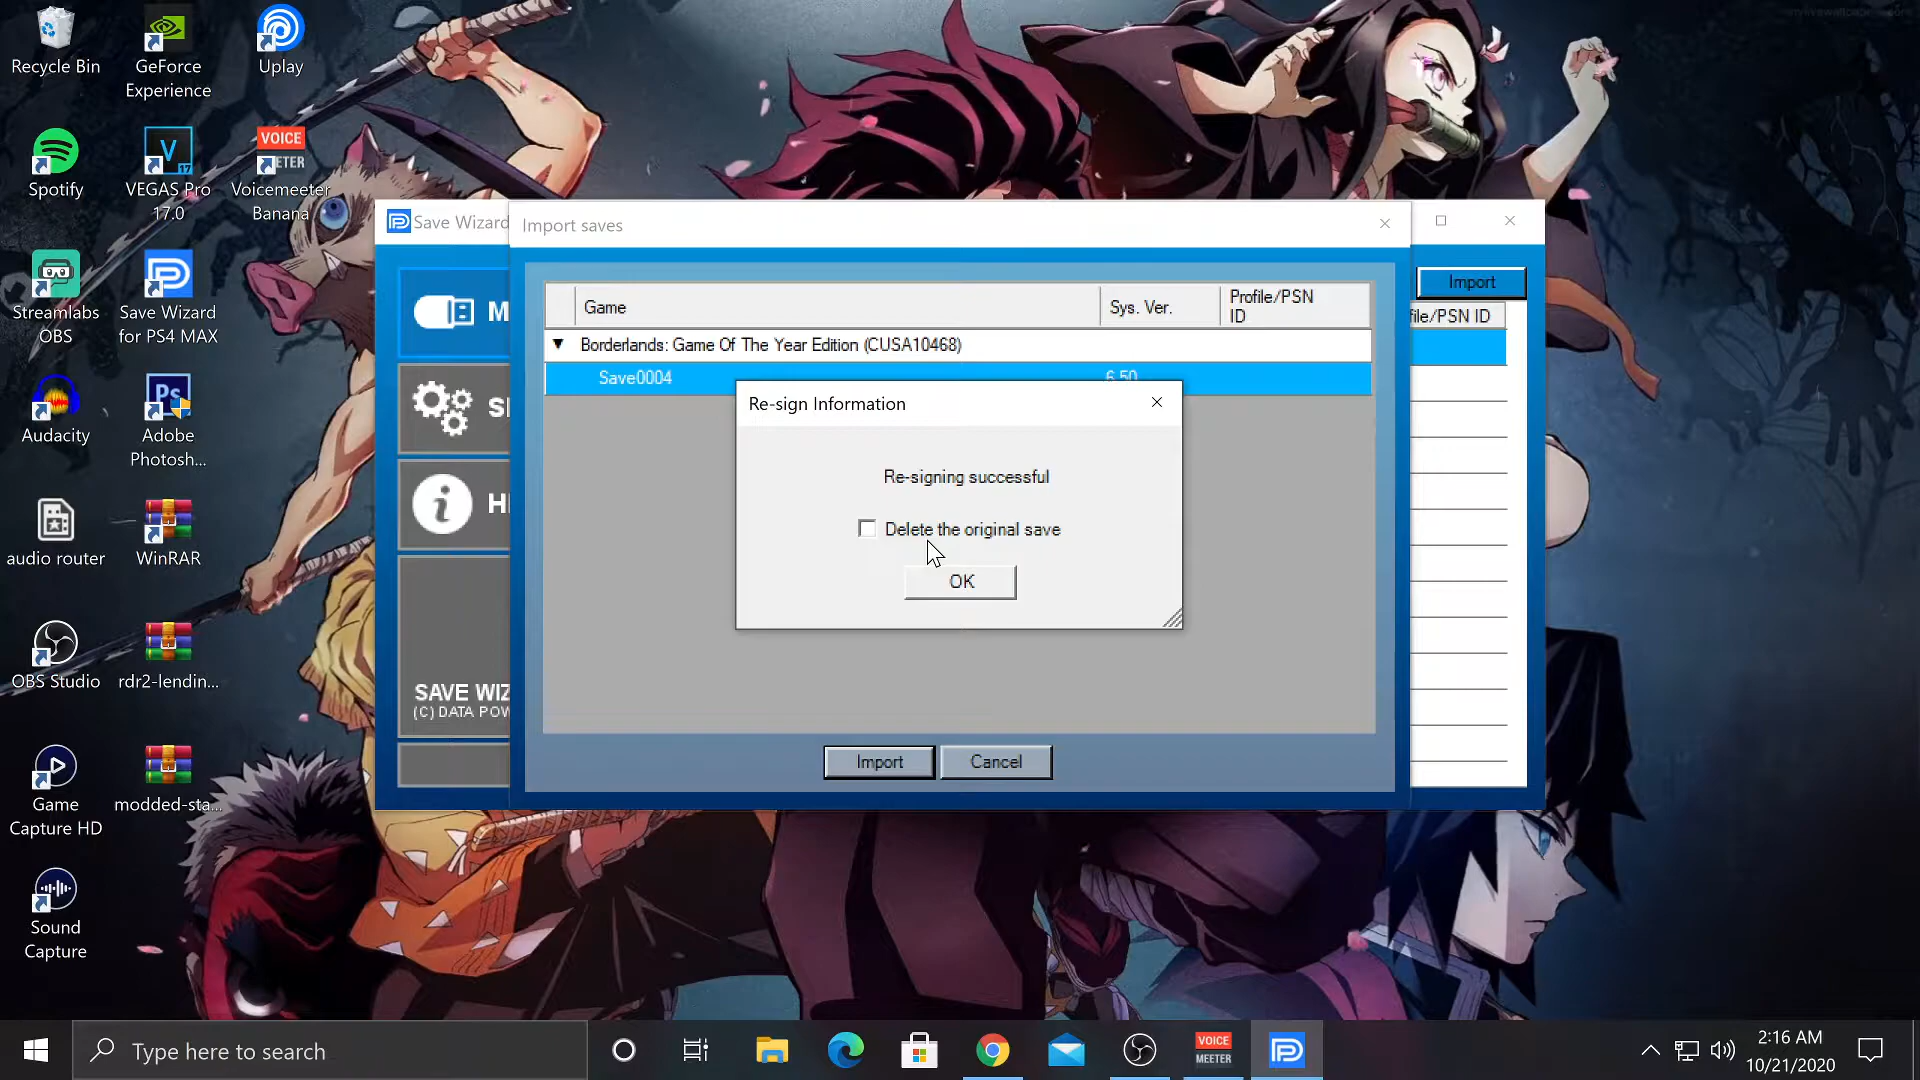 Recycle Bin
GeForce
Experience
Uplay
Spotify
VEGAS Pro
17.0
VOICE
METER
Voicemeeter
Banana
Streamlabs
OBS
Save Wizard
for PS4 MAX
Audacity
Adobe
Photosh...
audio router
WinRAR
OBS Studio
rdr2-lendin...
Game
Capture HD
modded-sta...
Sound
Capture
Save Wizard
Import saves
Import
file/PSN ID
Game
Sys. Ver.
Profile/PSN
ID
Borderlands: Game Of The Year Edition (CUSA10468)
Save0004
6.50
Re-sign Information
Re-signing successful
Delete the original save
OK
Import
Cancel
M
SAVE WIZ
(C) DATA POW
Type here to search
VOICE
MEETER
2:16 AM
10/21/2020